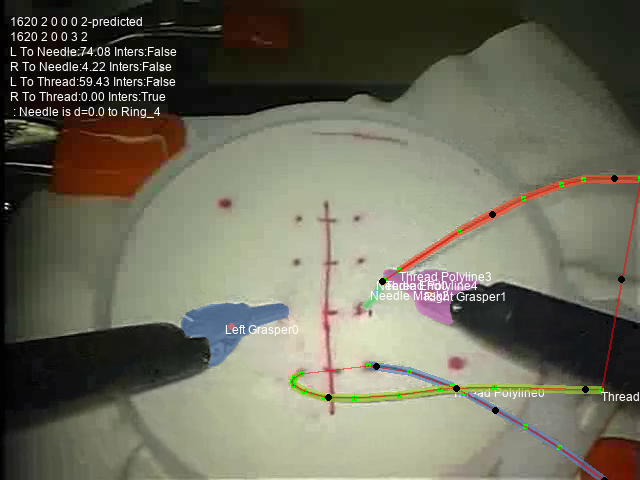 1620 2 0 0 0 2-predicted
1620 2 0 0 3 2
L To Needle:74.08 Inters:False
R To Needle:4.22 Inters:False
L To Thread:59.43 Inters:False
R To Thread:0.00 Inters:True
: Needle is d=0.0 to Ring_4
Thread Polyline3
Polyline4
Needle
Right Grasper1
Left Grasper0
Thread Polyline0
Thread